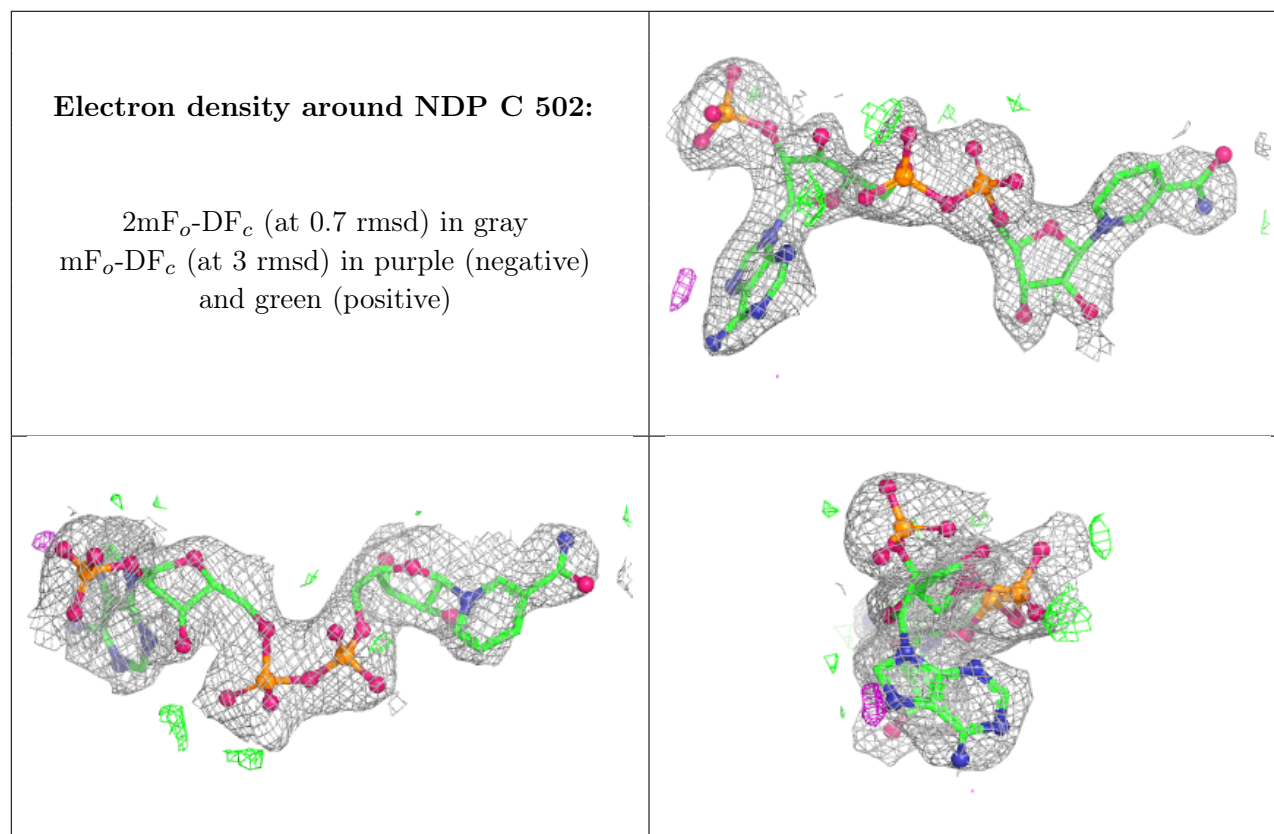 Electron density around NDP C 502:
2mFₒ-DF𝒸 (at 0.7 rmsd) in gray
mFₒ-DF𝒸 (at 3 rmsd) in purple (negative)
and green (positive)